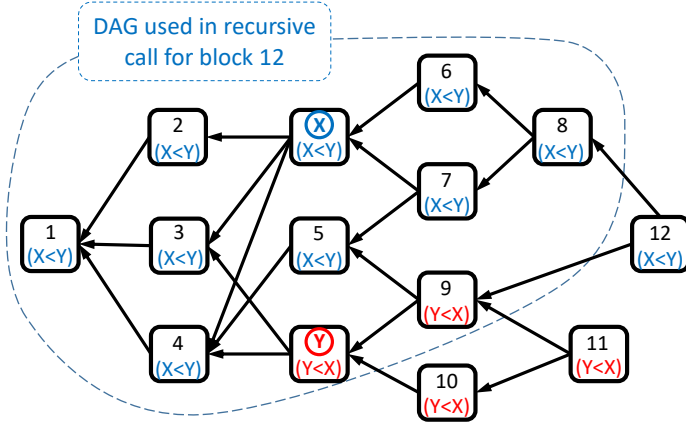 DAG used in recursive
call for block 12
6
(X<Y)
2
(X<Y)
X
(X<Y)
8
(X<Y)
7
(X<Y)
1
(X<Y)
3
(X<Y)
5
(X<Y)
12
(X<Y)
9
(Y<X)
4
(X<Y)
Y
(Y<X)
11
(Y<X)
10
(Y<X)